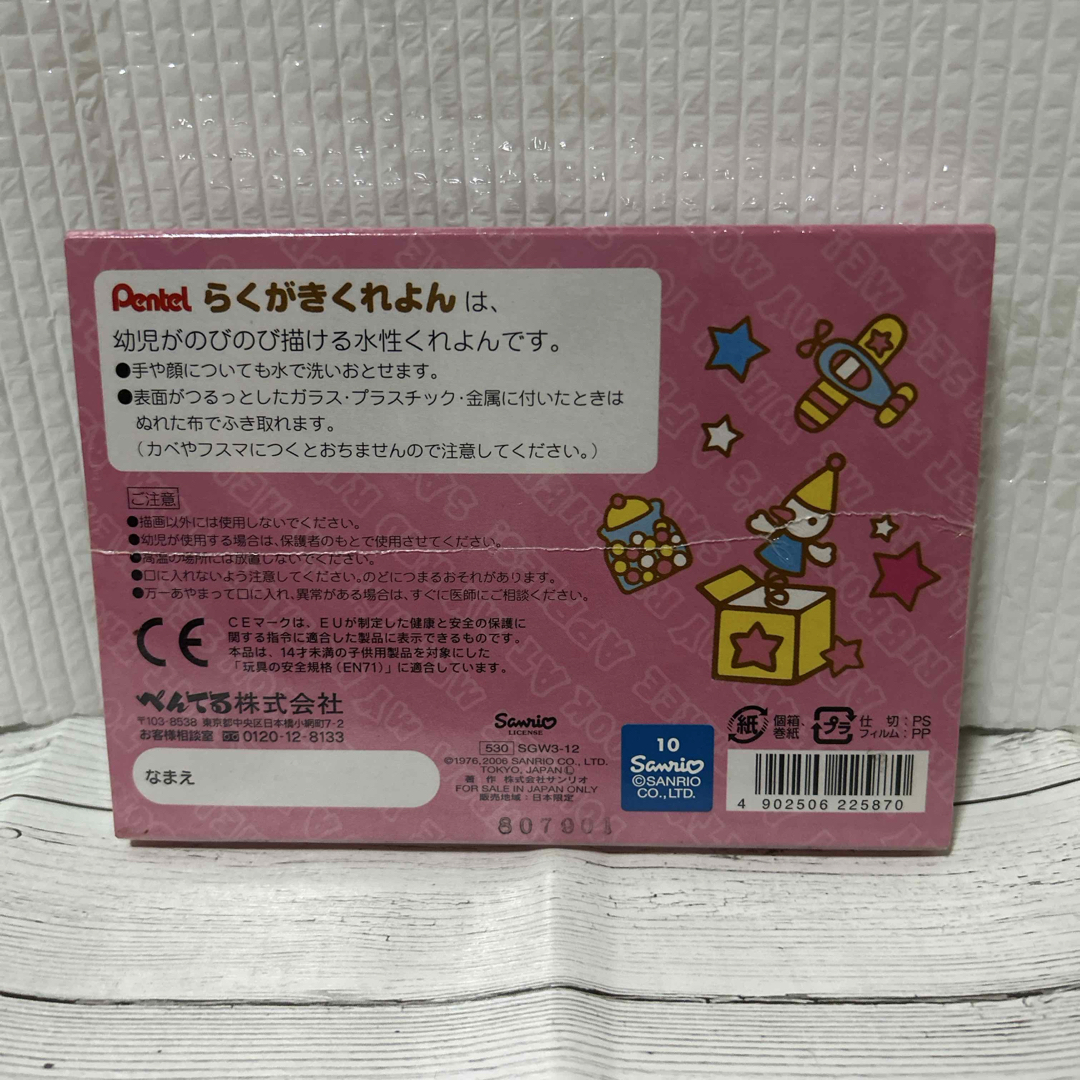 Pentel らくがきくれよん は、
幼児がのびのび描ける水性くれよんです。
●手や顔についても水で洗いおとせます。
●表面がつるっとしたガラス・プラスチック・金属に付いたときは
ぬれた布でふき取れます。
(カベやフスマにつくとおちませんので注意してください。)
ご注意
●描画以外には使用しないでください。
●幼児が使用する場合は、保護者のもとで使用させてください。
●高温の場所には放置しないでください。
●口に入れないよう注意してください。のどにつまるおそれがあります。
●万一あやまって口に入れ、異常がある場合は、すぐに医師にご相談ください。
CE
CEマークは、EUが制定した健康と安全の保護に
関する指令に適合した製品に表示できるものです。
本品は、14才未満の子供用製品を対象にした
「玩具の安全規格(EN71)」に適合しています。
ぺんてる株式会社
〒103-8538 東京都中央区日本橋小網町7-2
お客様相談室 0120-12-8133
なまえ
Sanrio
LICENSE
530 SGW3-12
©1976,2006 SANRIO CO., LTD.
TOKYO, JAPAN Ⓛ
著 作 株式会社サンリオ
FOR SALE IN JAPAN ONLY
販売地域:日本限定
807901
10
Sanrio
©SANRIO
CO., LTD.
紙 個箱、
巻紙
プラ 仕 切:PS
フィルム:PP
4 902506 225870